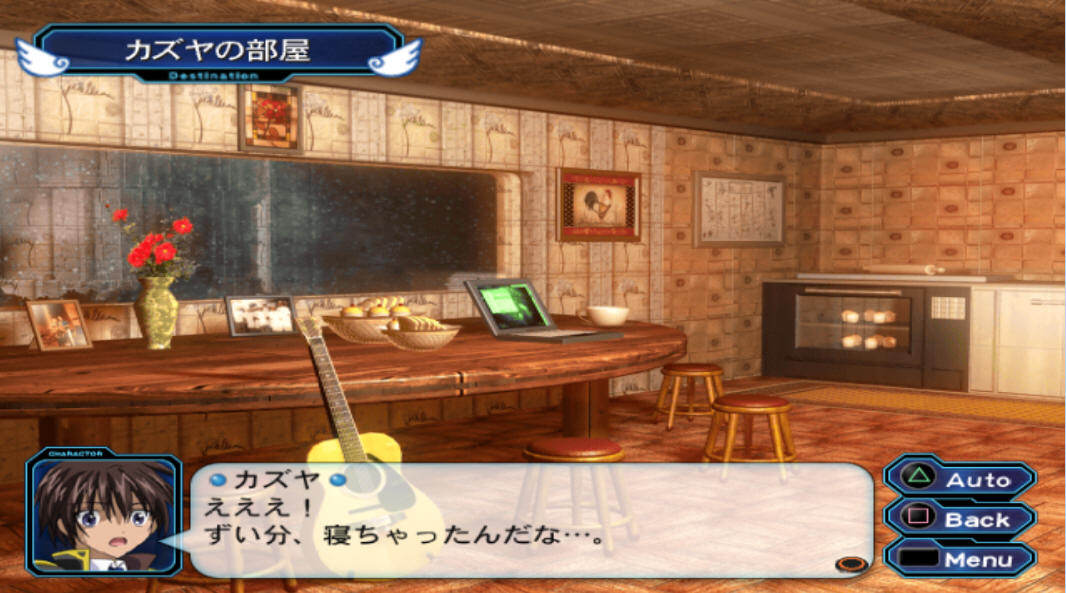 カズヤの部屋
Destination
CHARACTOR
カズヤ
えええ！
ずい分、寝ちゃったんだな…。
Auto
Back
Menu